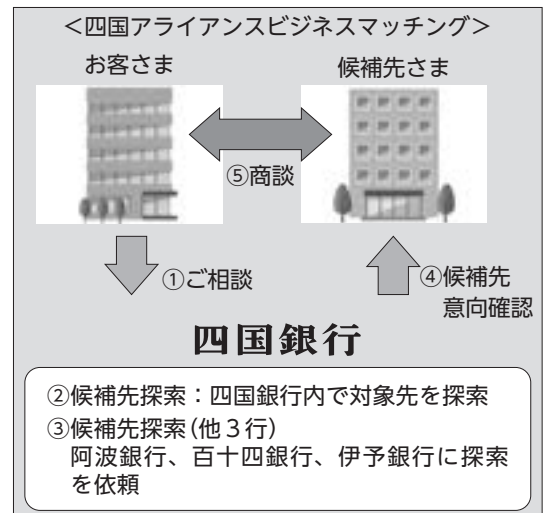 ＜四国アライアンスビジネスマッチング＞
お客さま
候補先さま
⑤商談
①ご相談
④候補先
意向確認
四国銀行
②候補先探索：四国銀行内で対象先を探索
③候補先探索（他３行）
阿波銀行、百十四銀行、伊予銀行に探索
を依頼